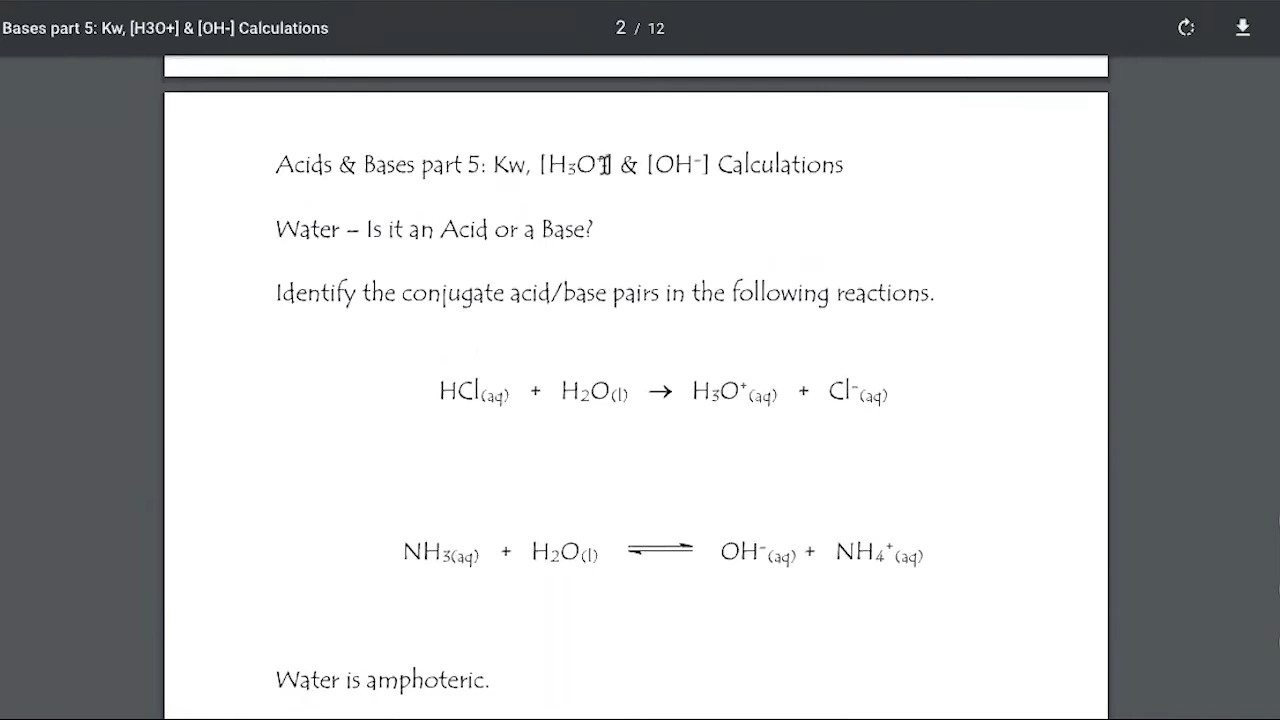 Bases part 5: Kw, [H3O+] & [OH-] Calculations
2 / 12
Acids & Bases part 5: Kw, [H₃O⁺] & [OH⁻] Calculations
Water – Is it an Acid or a Base?
Identify the conjugate acid/base pairs in the following reactions.
HCl(aq) + H₂O(l) → H₃O⁺(aq) + Cl⁻(aq)
NH₃(aq) + H₂O(l) ⇌ OH⁻(aq) + NH₄⁺(aq)
Water is amphoteric.